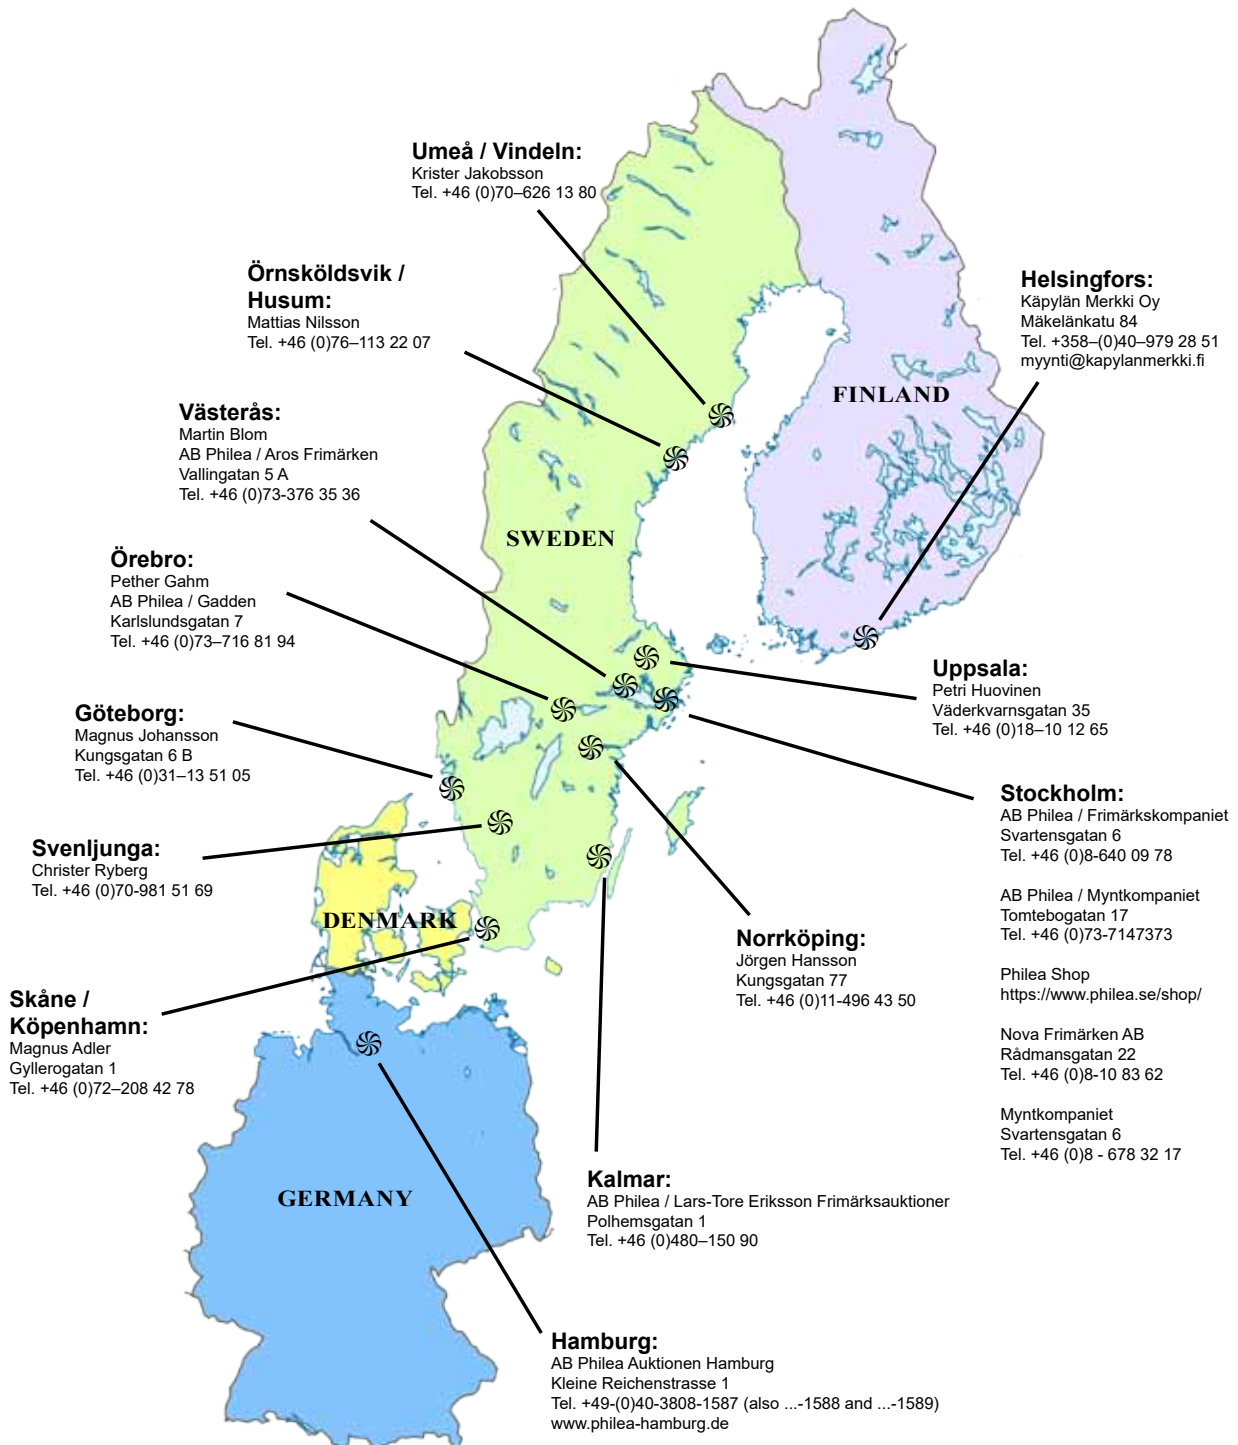 Umeå / Vindeln:
Krister Jakobsson
Tel. +46 (0)70–626 13 80
Örnsköldsvik /
Husum:
Mattias Nilsson
Tel. +46 (0)76–113 22 07
Helsingfors:
Käpylän Merkki Oy
Mäkelänkatu 84
Tel. +358–(0)40–979 28 51
myynti@kapylanmerkki.fi
FINLAND
Västerås:
Martin Blom
AB Philea / Aros Frimärken
Vallingatan 5 A
Tel. +46 (0)73-376 35 36
SWEDEN
Örebro:
Pether Gahm
AB Philea / Gadden
Karlslundsgatan 7
Tel. +46 (0)73–716 81 94
Uppsala:
Petri Huovinen
Väderkvarnsgatan 35
Tel. +46 (0)18–10 12 65
Göteborg:
Magnus Johansson
Kungsgatan 6 B
Tel. +46 (0)31–13 51 05
Stockholm:
AB Philea / Frimärkskompaniet
Svartensgatan 6
Tel. +46 (0)8-640 09 78
AB Philea / Myntkompaniet
Tomtebogatan 17
Tel. +46 (0)73-7147373
Philea Shop
https://www.philea.se/shop/
Nova Frimärken AB
Rådmansgatan 22
Tel. +46 (0)8-10 83 62
Myntkompaniet
Svartensgatan 6
Tel. +46 (0)8 - 678 32 17
Svenljunga:
Christer Ryberg
Tel. +46 (0)70-981 51 69
DENMARK
Norrköping:
Jörgen Hansson
Kungsgatan 77
Tel. +46 (0)11-496 43 50
Skåne /
Köpenhamn:
Magnus Adler
Gyllerogatan 1
Tel. +46 (0)72–208 42 78
Kalmar:
AB Philea / Lars-Tore Eriksson Frimärksauktioner
Polhemsgatan 1
Tel. +46 (0)480–150 90
GERMANY
Hamburg:
AB Philea Auktionen Hamburg
Kleine Reichenstrasse 1
Tel. +49-(0)40-3808-1587 (also ...-1588 and ...-1589)
www.philea-hamburg.de